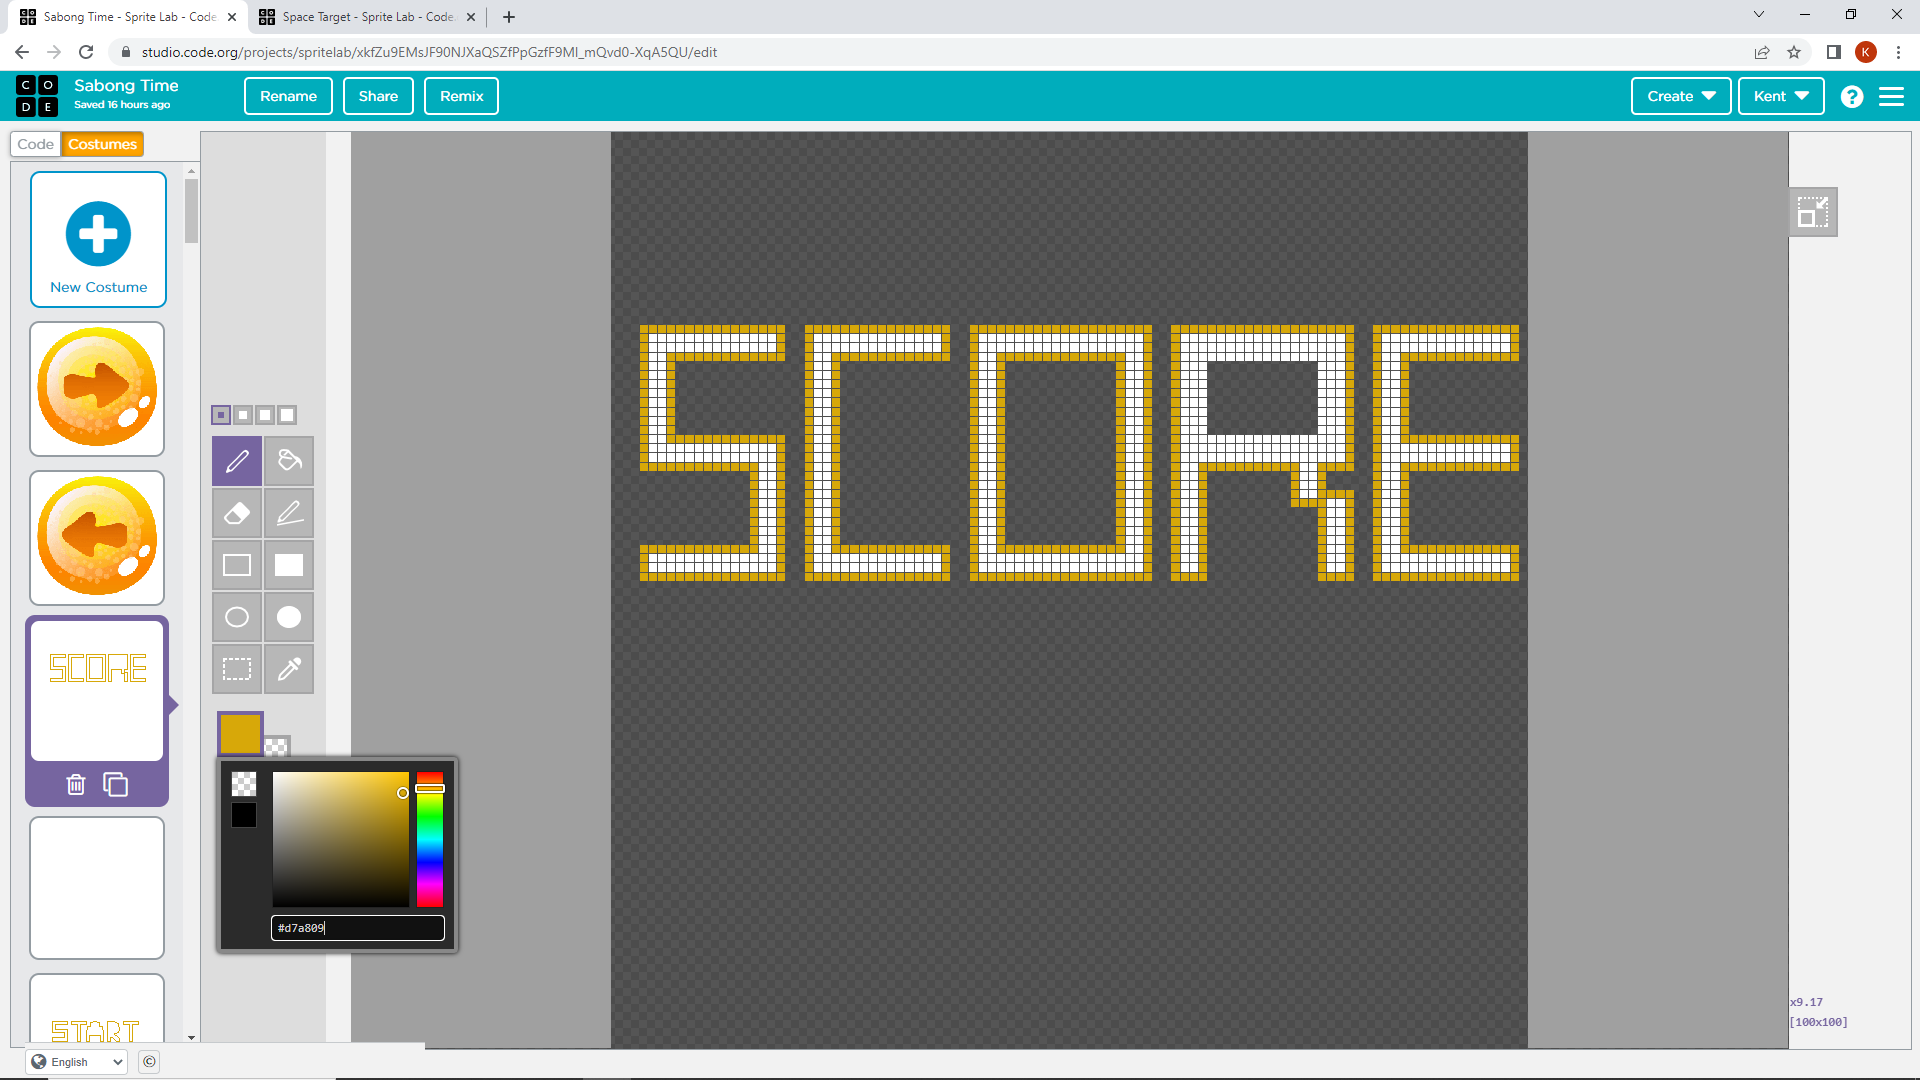 Sabong Time - Sprite Lab - Code
Space Target - Sprite Lab - Code.
studio.code.org/projects/spritelab/xkfZu9EMsJF90NJXaQSZfPpGzfF9Ml_mQvd0-XqA5QU/edit
K
C O
D E
Sabong Time
Saved 16 hours ago
Rename
Share
Remix
Create
Kent
?
Code
Costumes
New Costume
SCORE
SCORE
#d7a809
START
x9.17
[100x100]
English
©